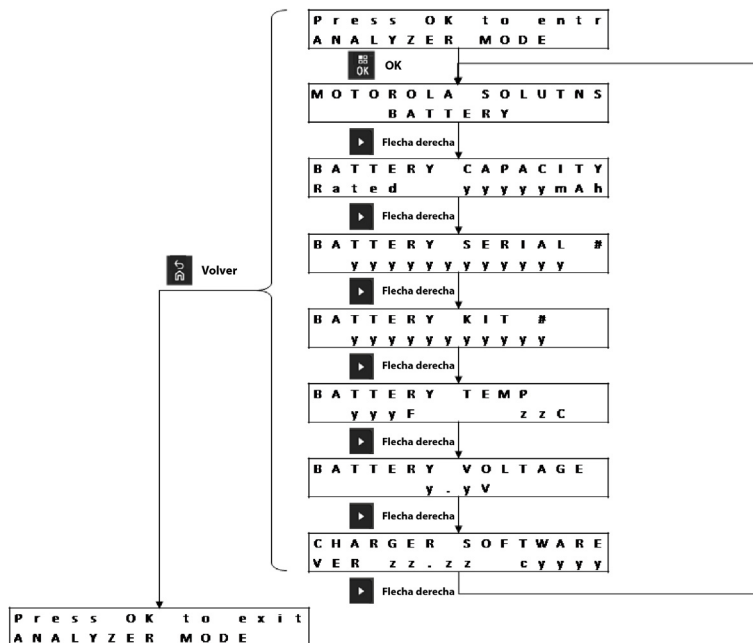 Press OK to entr
ANALYZER MODE
OK
OK
MOTOROLA SOLUTNS
BATTERY
Flecha derecha
BATTERY CAPACITY
Rated yyyyymAh
Flecha derecha
BATTERY SERIAL #
yyyyyyyyyyyy
Flecha derecha
Volver
BATTERY KIT #
yyyyyyyyyyy
Flecha derecha
BATTERY TEMP
yyyF zzC
Flecha derecha
BATTERY VOLTAGE
y.yV
Flecha derecha
CHARGER SOFTWARE
VER zz.zz cyyyy
Flecha derecha
Press OK to exit
ANALYZER MODE